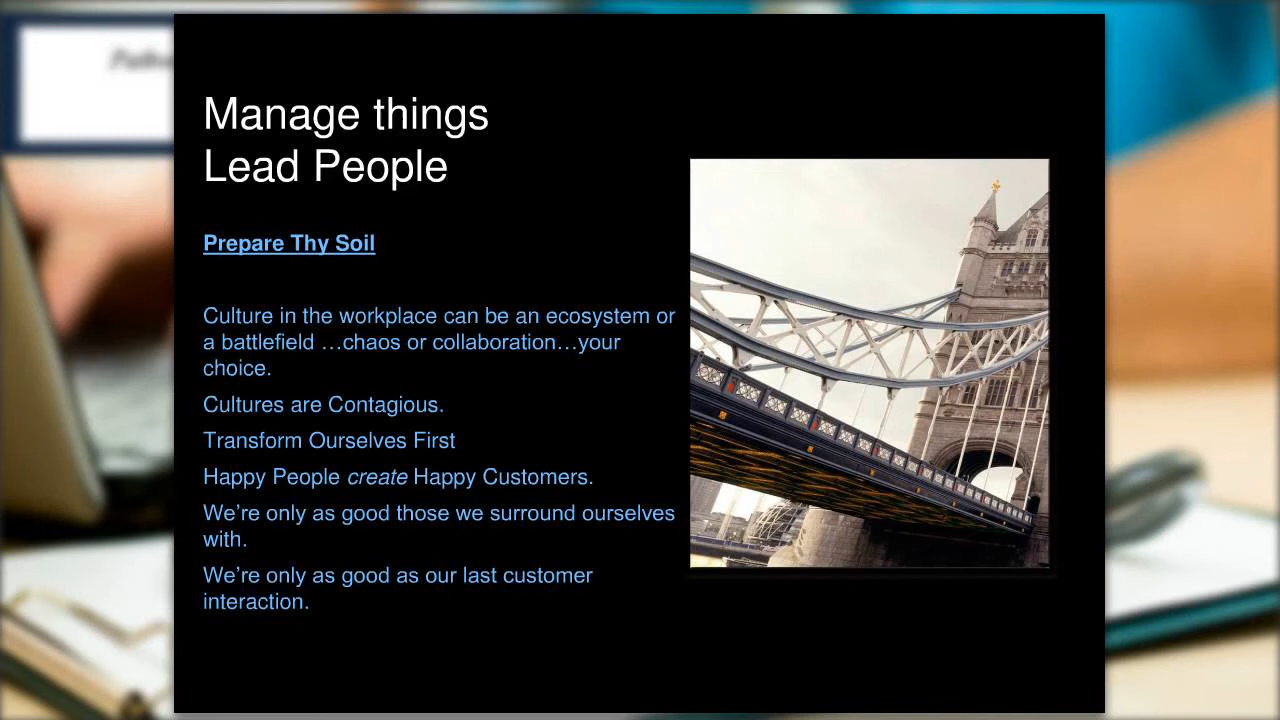 Manage things
Lead People
Prepare Thy Soil
Culture in the workplace can be an ecosystem or
a battlefield …chaos or collaboration…your
choice.
Cultures are Contagious.
Transform Ourselves First
Happy People create Happy Customers.
We’re only as good those we surround ourselves
with.
We’re only as good as our last customer
interaction.